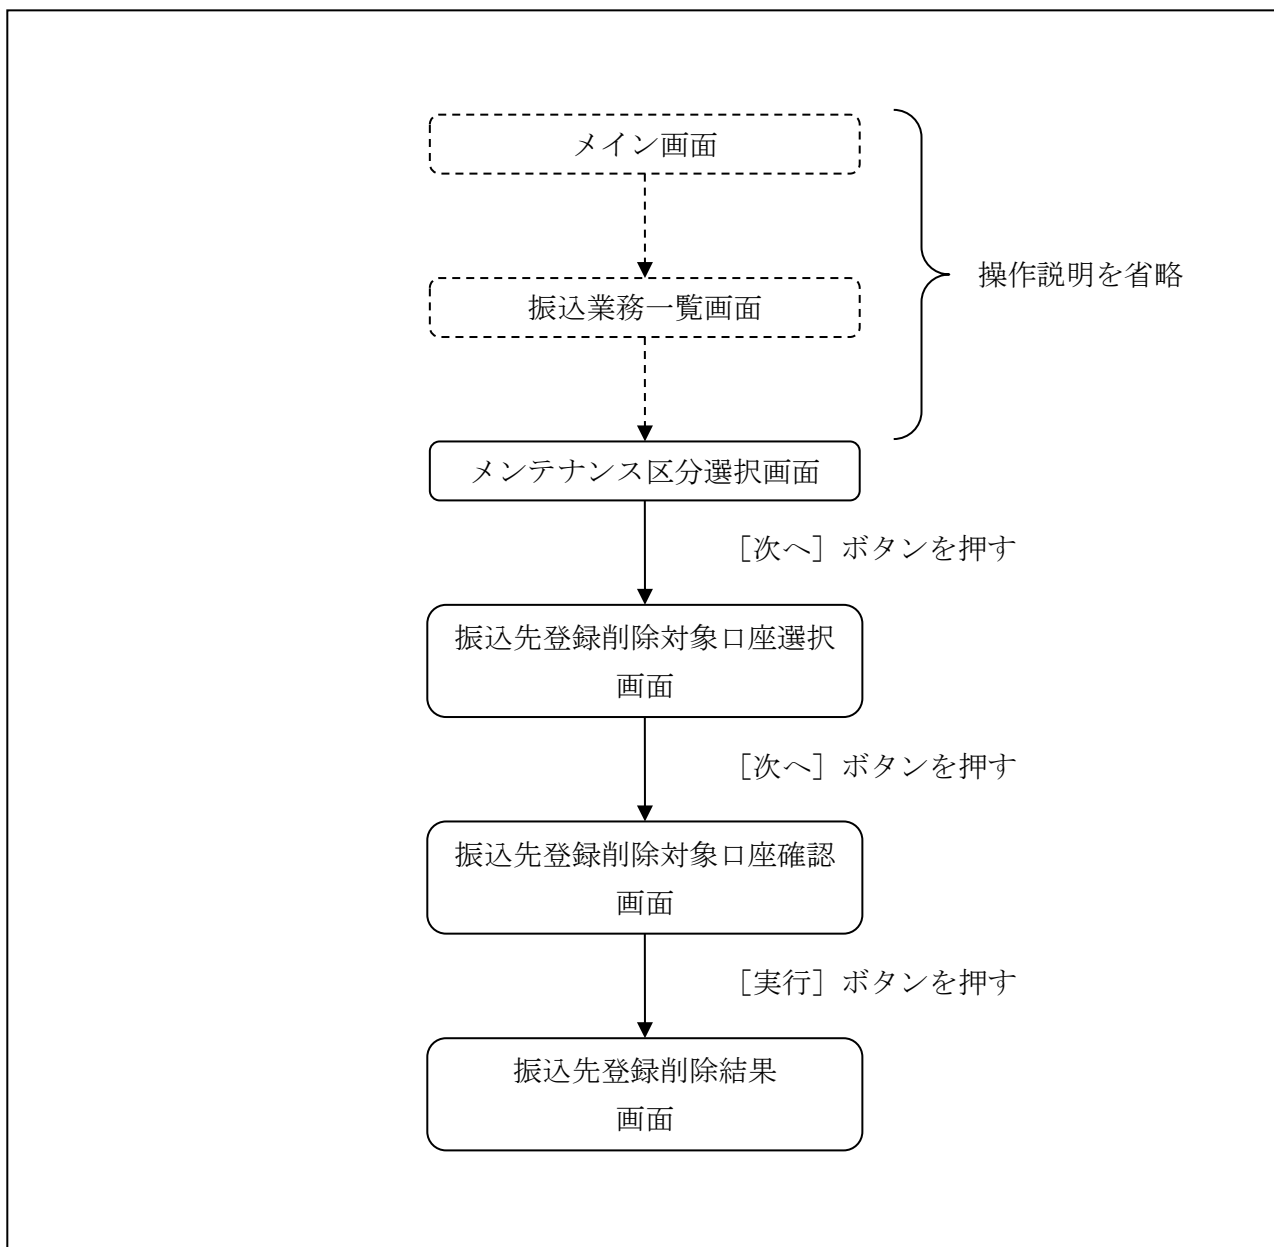 メイン画面
操作説明を省略
振込業務一覧画面
メンテナンス区分選択画面
［次へ］ボタンを押す
振込先登録削除対象口座選択
画面
［次へ］ボタンを押す
振込先登録削除対象口座確認
画面
［実行］ボタンを押す
振込先登録削除結果
画面